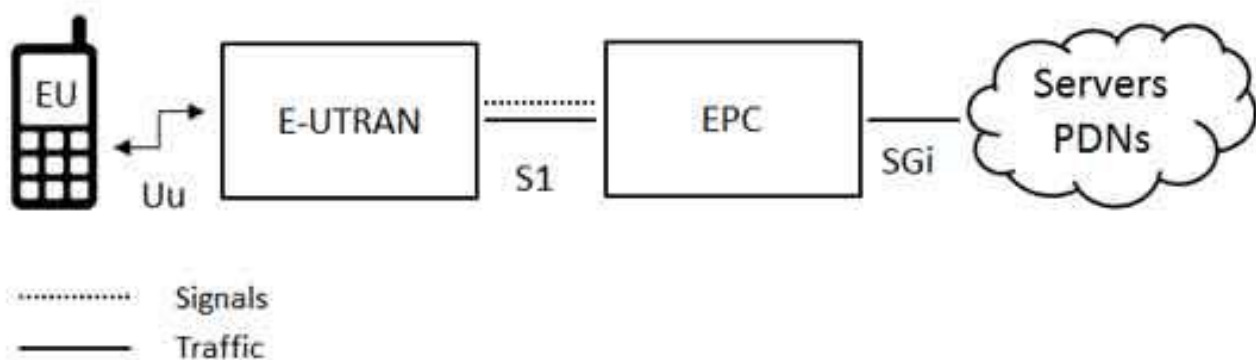 EU
Uu
E-UTRAN
S1
EPC
SGi
Servers
PDNs
Signals
Traffic